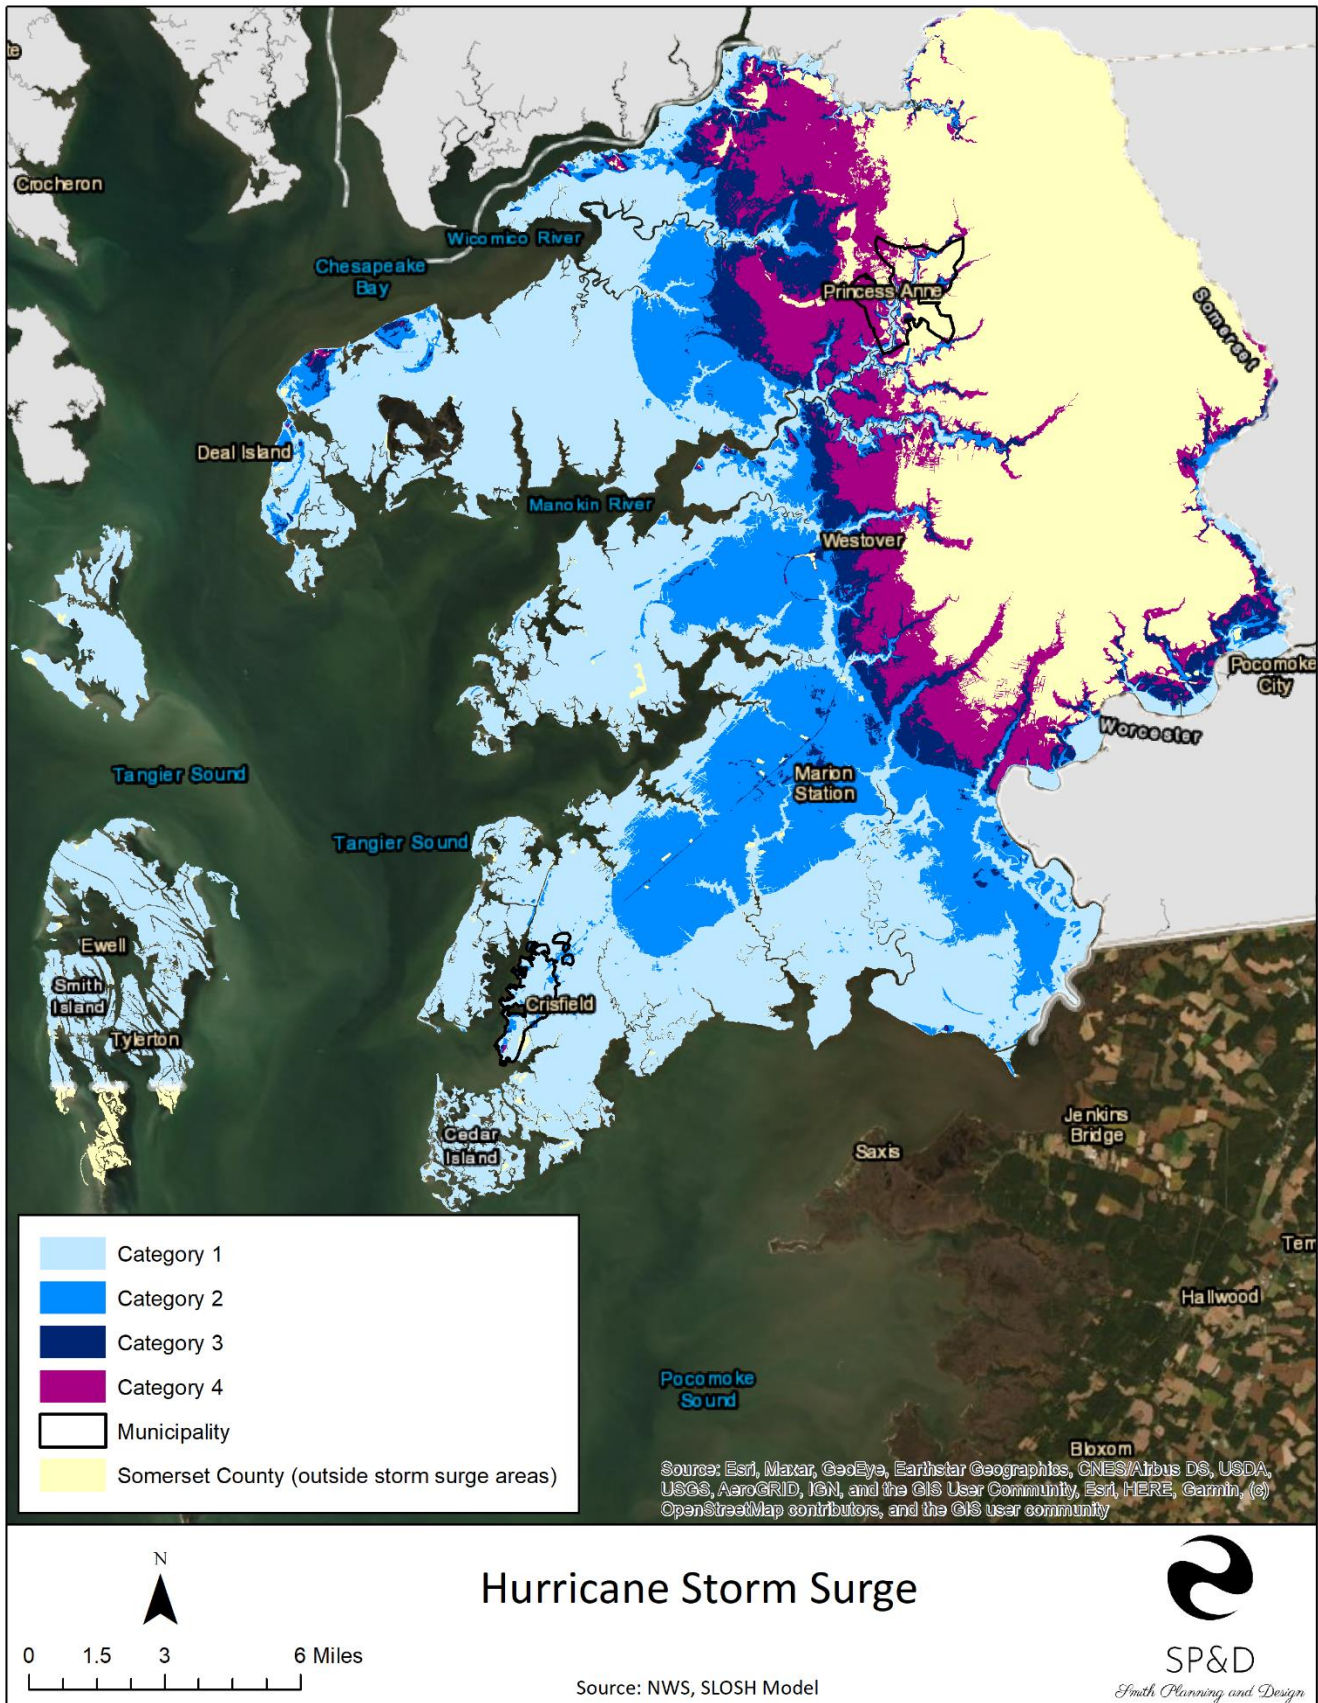 te
Crocheron
Wicomico River
Chesapeake
Bay
Princess Anne
Somerset
Deal Island
Manokin River
Westover
Pocomoke
City
Worcester
Tangier Sound
Marion
Station
Tangier Sound
Ewell
Smith
Island
Crisfield
Tylerton
Jenkins
Bridge
Cedar
Island
Saxis
Tem
Hallwood
Pocomoke
Sound
Bloxom
Category 1
Category 2
Category 3
Category 4
Municipality
Somerset County (outside storm surge areas)
Source: Esri, Maxar, GeoEye, Earthstar Geographics, CNES/Airbus DS, USDA,
USGS, AeroGRID, IGN, and the GIS User Community, Esri, HERE, Garmin, (c)
OpenStreetMap contributors, and the GIS user community
N
0 1.5 3 6 Miles
Hurricane Storm Surge
Source: NWS, SLOSH Model
SP&D
Smith Planning and Design